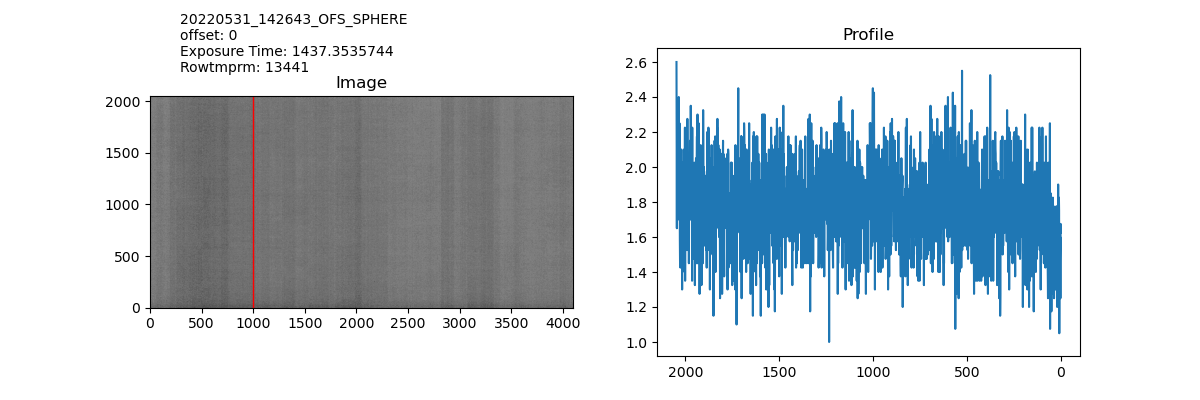 20220531_142643_OFS_SPHERE
offset: 0
Exposure Time: 1437.3535744
Rowtmprm: 13441
Image
2000
1500
1000
500
0
0 500 1000 1500 2000 2500 3000 3500 4000
Profile
2.6
2.4
2.2
2.0
1.8
1.6
1.4
1.2
1.0
2000 1500 1000 500 0